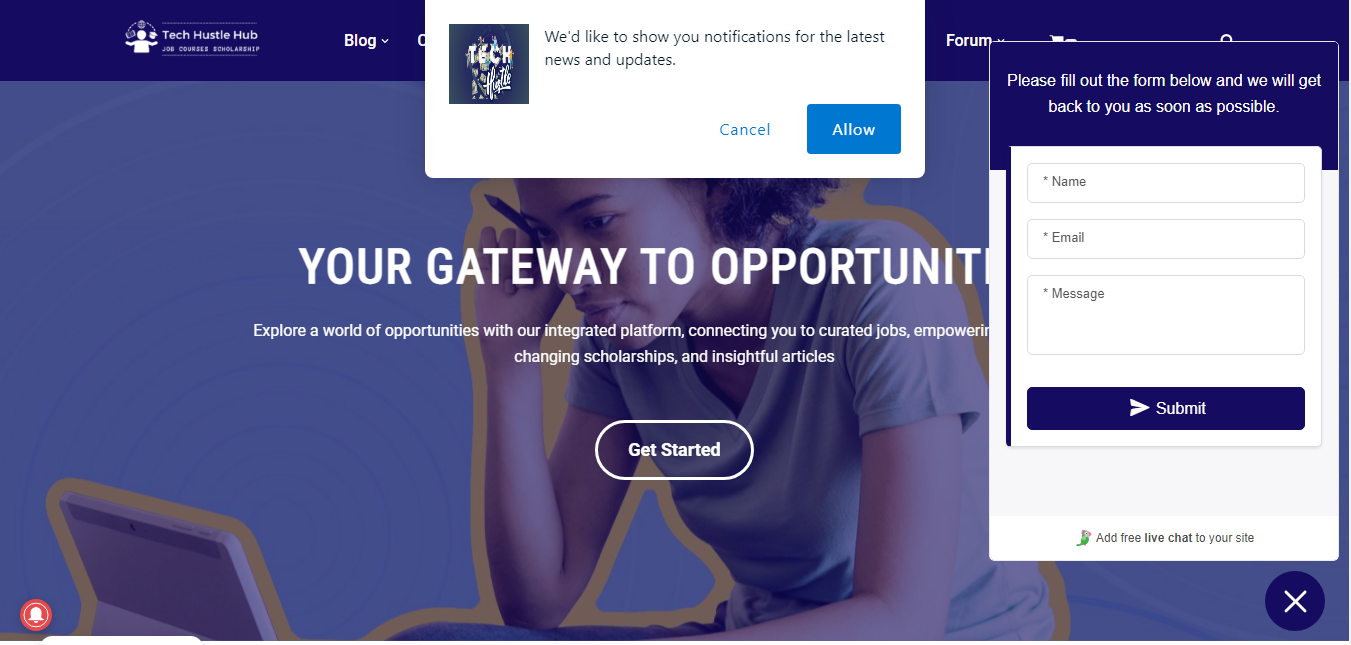 Tech Hustle Hub
JOB COURSES SCHOLARSHIP
Blog
Forum
TECH
Hustle
We'd like to show you notifications for the latest
news and updates.
Cancel
Allow
YOUR GATEWAY TO OPPORTUNITI
Explore a world of opportunities with our integrated platform, connecting you to curated jobs, empowerin
changing scholarships, and insightful articles
Get Started
Please fill out the form below and we will get
back to you as soon as possible.
* Name
* Email
* Message
Submit
Add free live chat to your site